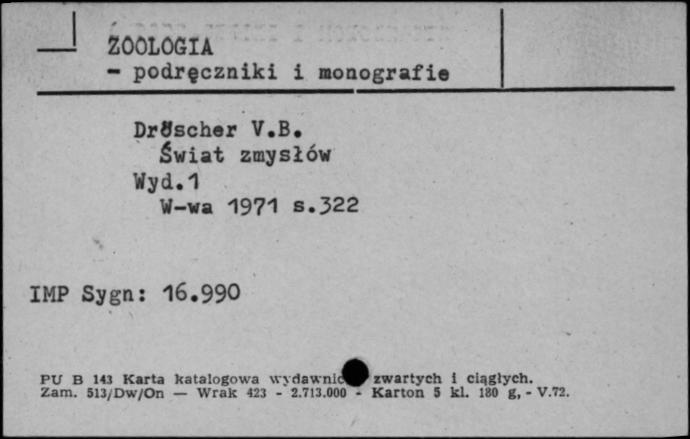 ZOOLOGIA
- podręczniki i monografie
Dröscher V.B.
Świat zmysłów
Wyd.1
W-wa 1971 s.322
IMP Sygn: 16.990
PU B 143 Karta katalogowa zwartych i ciągłych.
Zam. 513/Dw/On — Wrak 423 - 2.713.000 - Karton 5 kl. 180 g, - V.72.